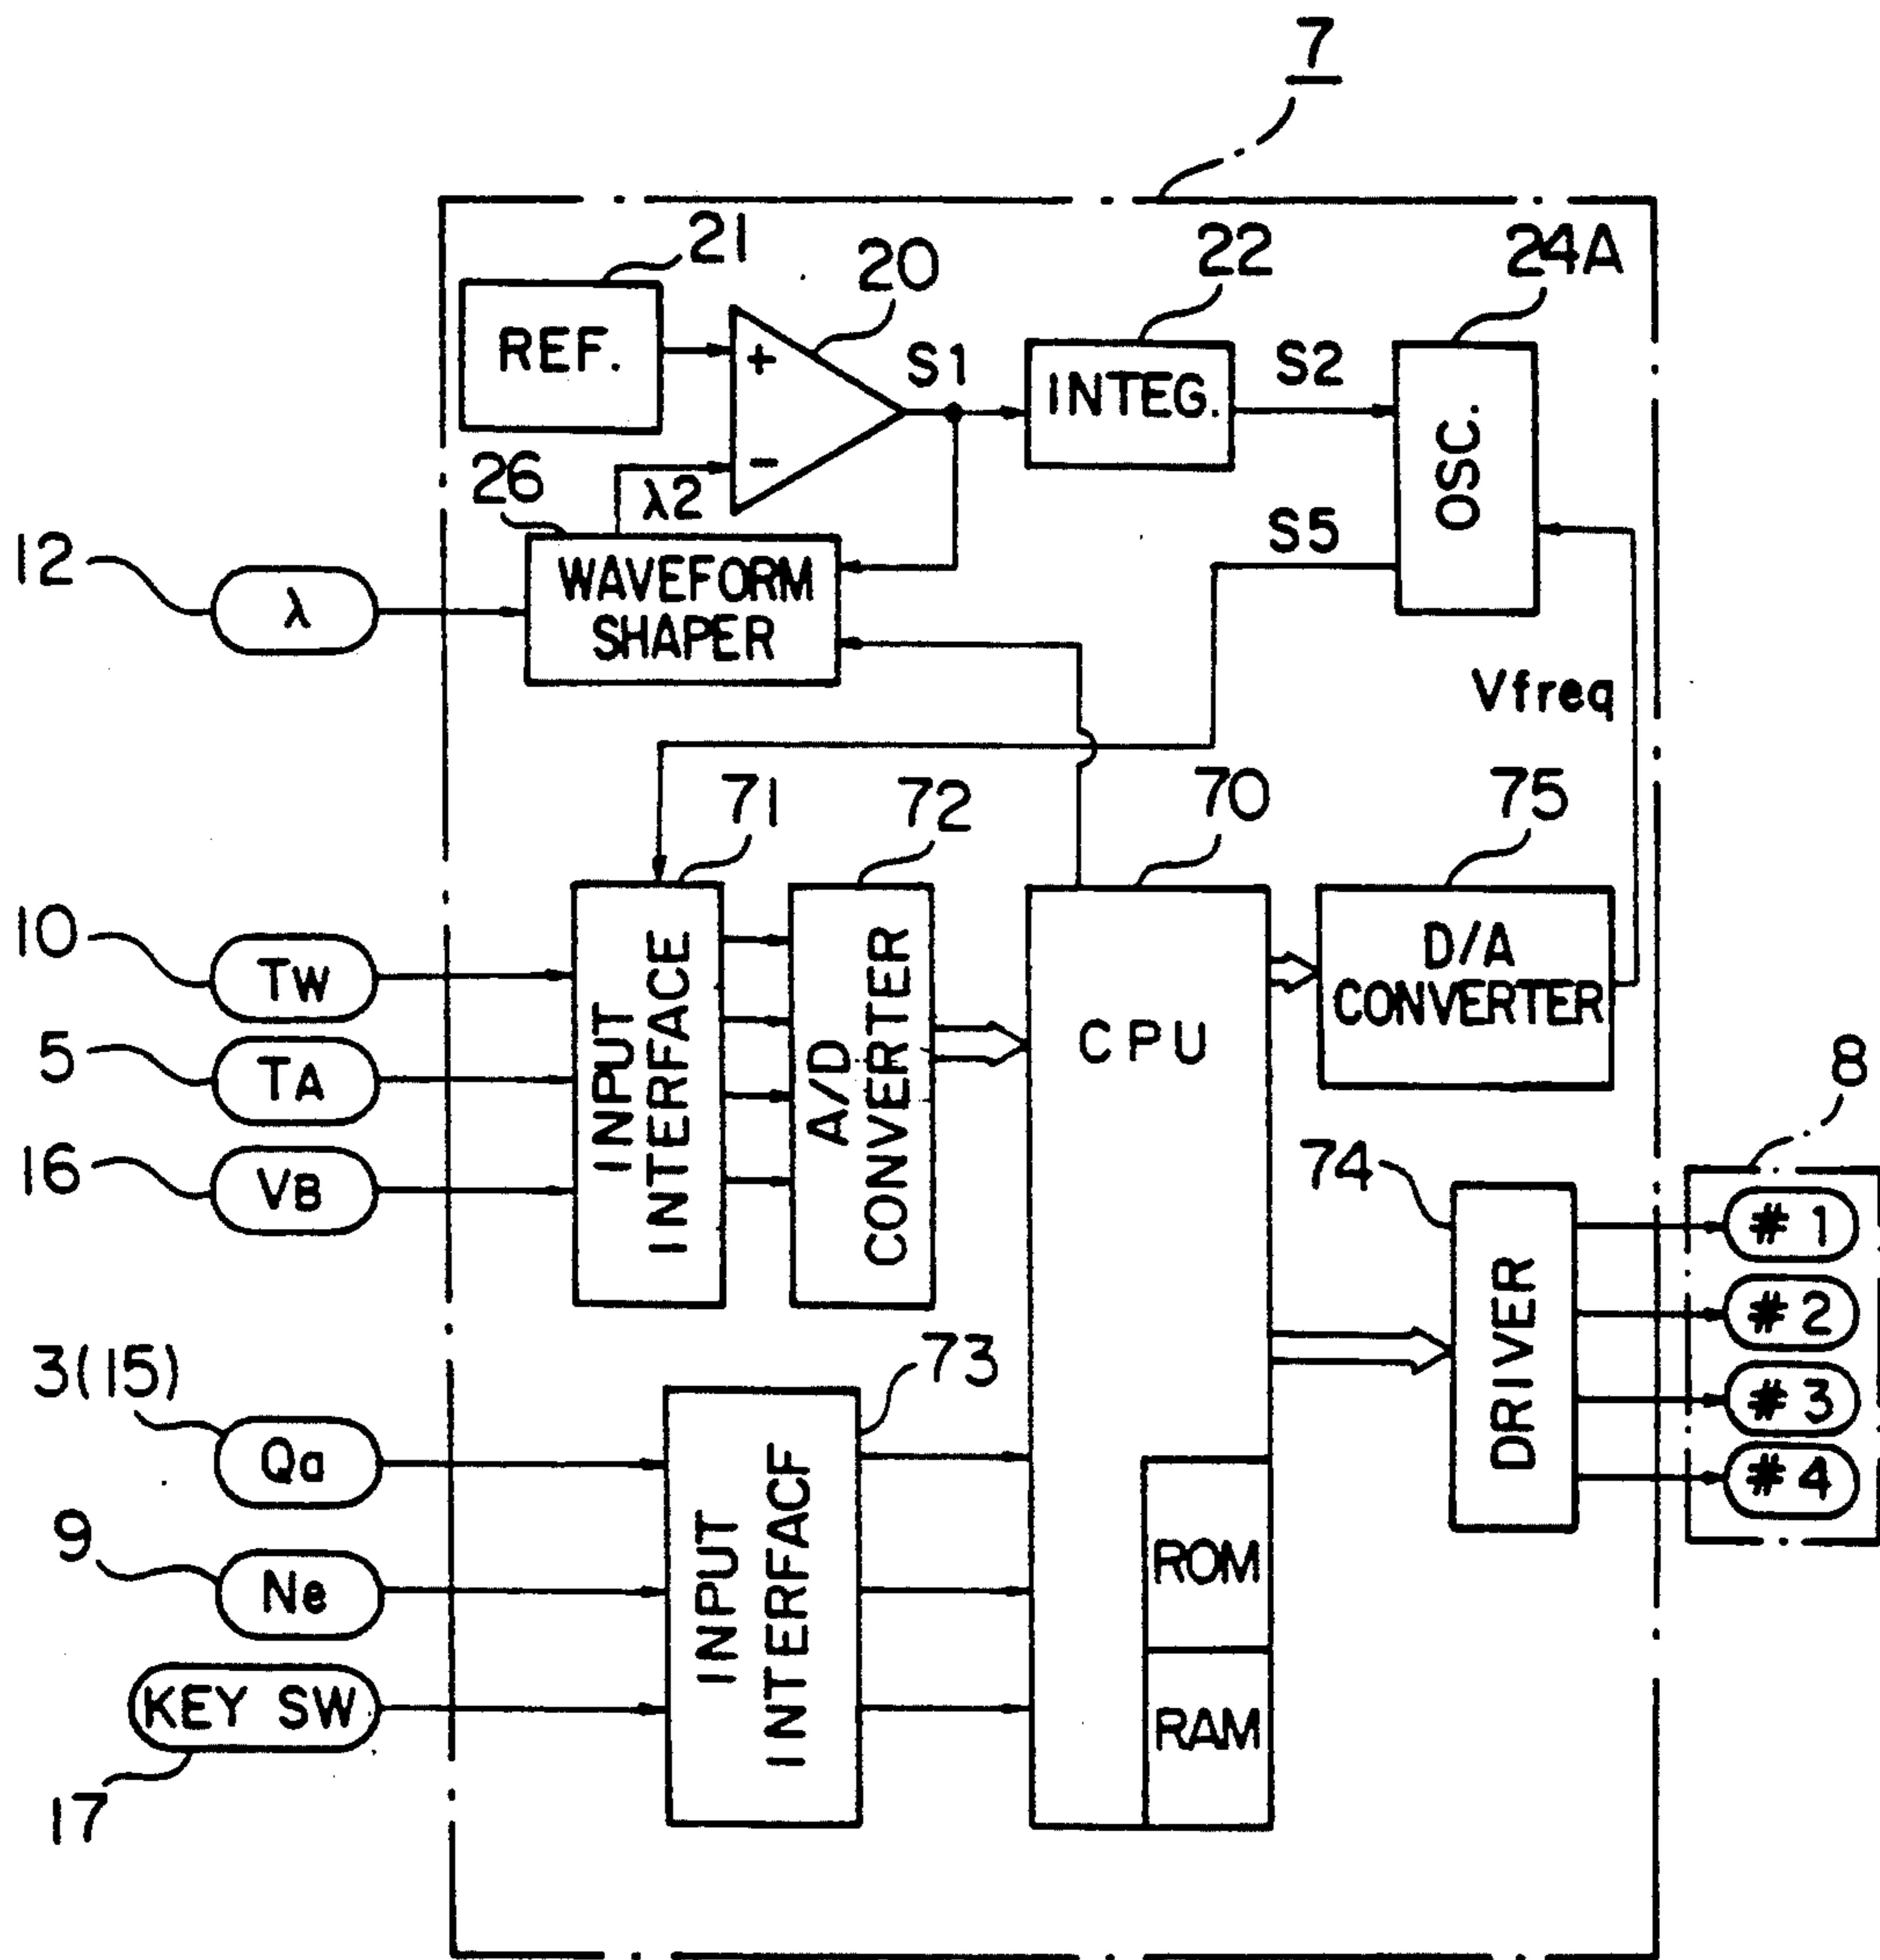 7
21
20
22
24A
REF.
+
-
S1
INTEG.
S2
OSC.
26
λ2
S5
12
λ
WAVEFORM
SHAPER
Vfreq
71
72
70
75
10
TW
5
TA
16
VB
INPUT
INTERFACE
A/D
CONVERTER
CPU
D/A
CONVERTER
8
74
#1
#2
#3
#4
DRIVER
3(15)
Qa
73
9
Ne
KEY SW
17
INPUT
INTERFACF
ROM
RAM